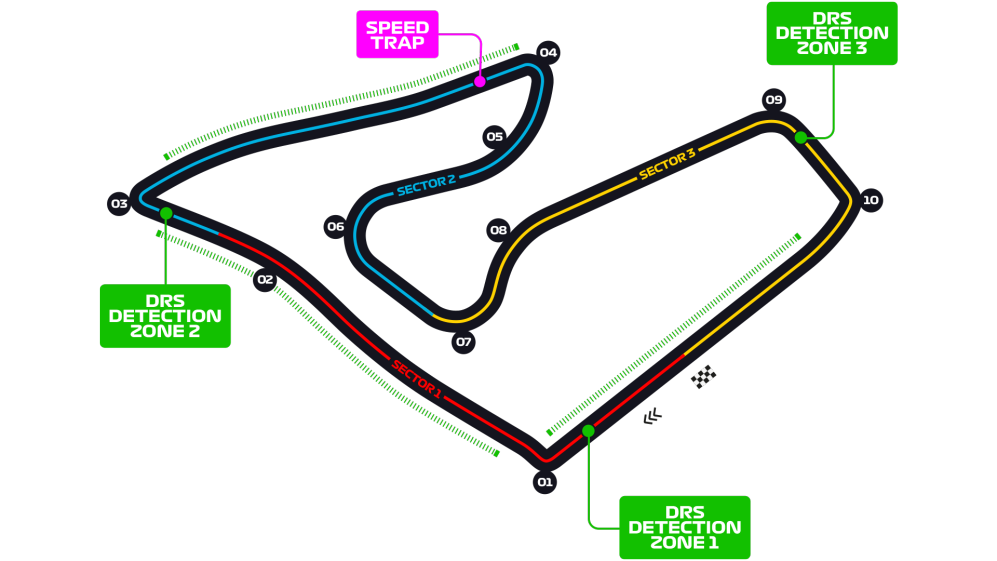 SPEED
TRAP
DRS
DETECTION
ZONE 3
04
09
05
SECTOR 3
SECTOR 2
03
10
06
08
02
DRS
DETECTION
ZONE 2
07
SECTOR 1
01
DRS
DETECTION
ZONE 1